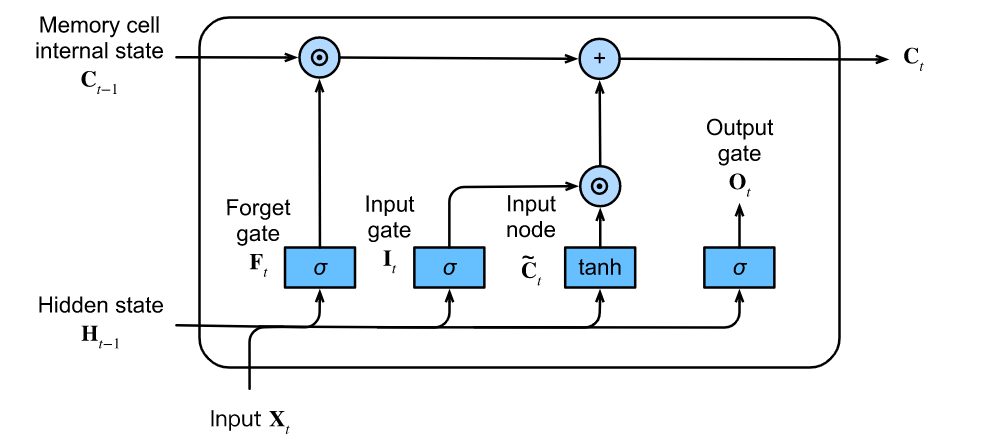 Memory cell
internal state
C_{t–1}
⊙
+
C_t
Output
gate
O_t
⊙
Forget
gate
F_t
σ
Input
gate
I_t
σ
Input
node
C̃_t
tanh
σ
Hidden state
H_{t–1}
Input X_t